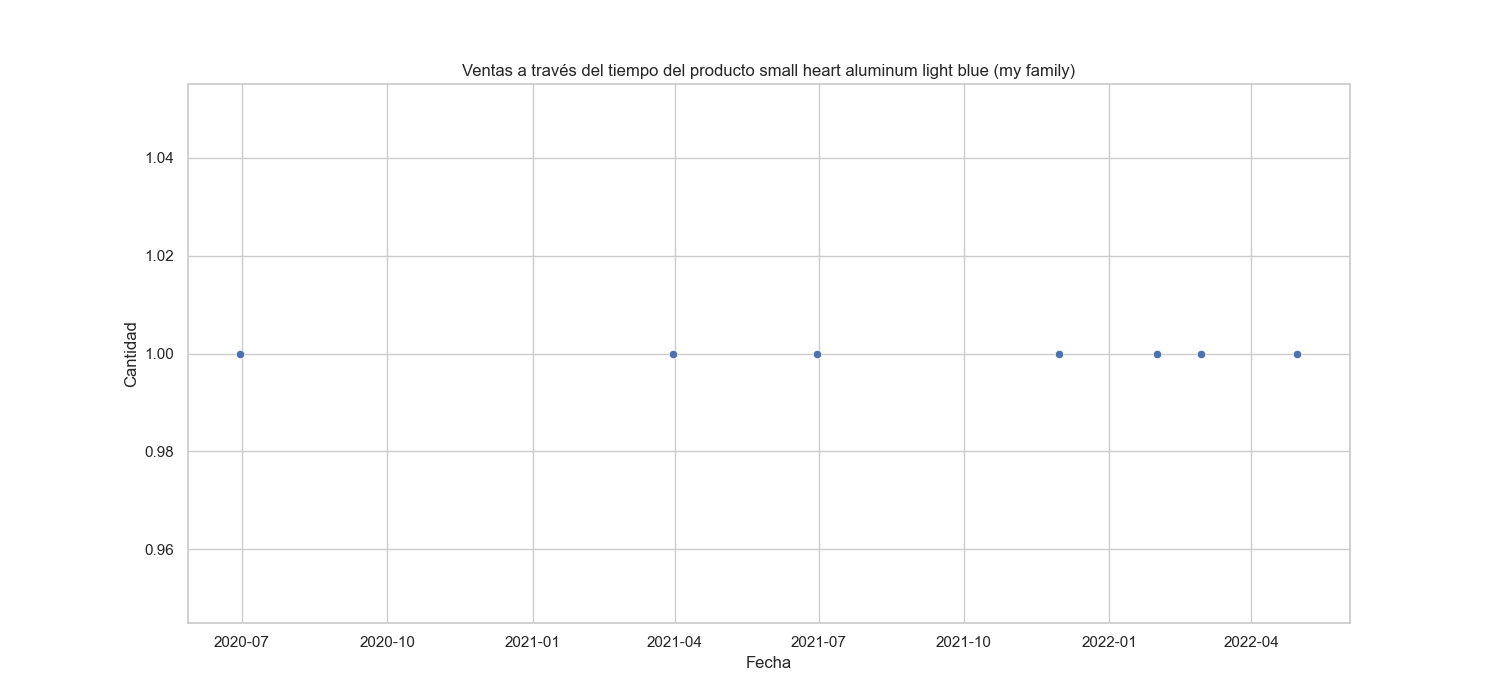 Ventas a través del tiempo del producto small heart aluminum light blue (my family)
1.04
1.02
1.00
0.98
0.96
Cantidad
2020-07 2020-10 2021-01 2021-04 2021-07 2021-10 2022-01 2022-04
Fecha